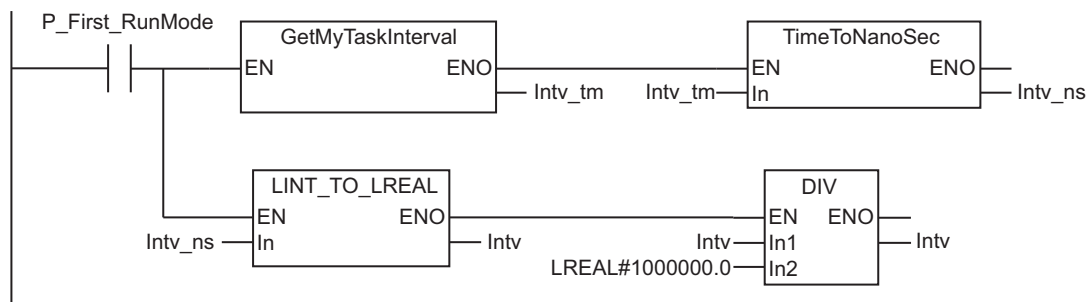 P_First_RunMode
GetMyTaskInterval
TimeToNanoSec
EN ENO EN ENO
Intv_tm Intv_tm In Intv_ns
LINT_TO_LREAL DIV
EN ENO EN ENO
Intv_ns In Intv Intv In1 Intv
LREAL#1000000.0 In2